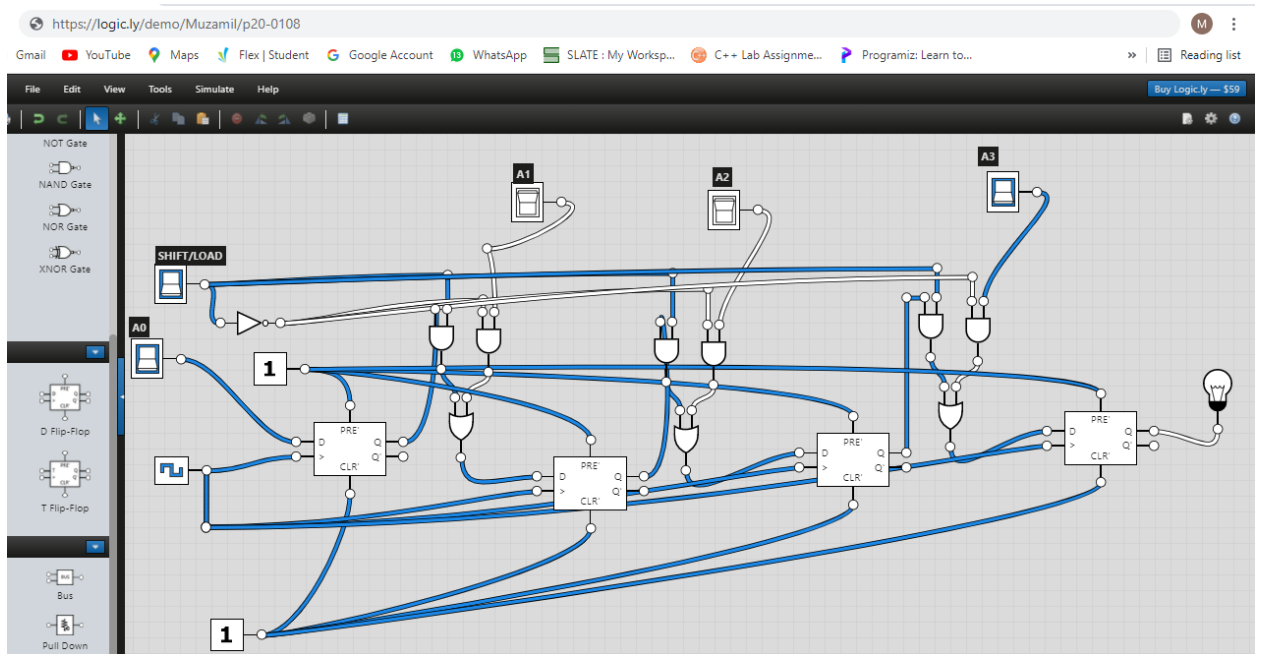 https://logic.ly/demo/Muzamil/p20-0108
M
Gmail YouTube Maps Flex | Student Google Account 13 WhatsApp SLATE : My Worksp... C++ Lab Assignme... Programiz: Learn to... » Reading list
File Edit View Tools Simulate Help Buy Logic.ly — $59
NOT Gate
NAND Gate
NOR Gate
XNOR Gate
D Flip-Flop
T Flip-Flop
BUS
Bus
Pull Down
A1
A2
A3
SHIFT/LOAD
A0
1
PRE'
D Q
> Q'
CLR'
PRE'
D Q
> Q'
CLR'
PRE'
D Q
> Q'
CLR'
PRE'
D Q
> Q'
CLR'
1